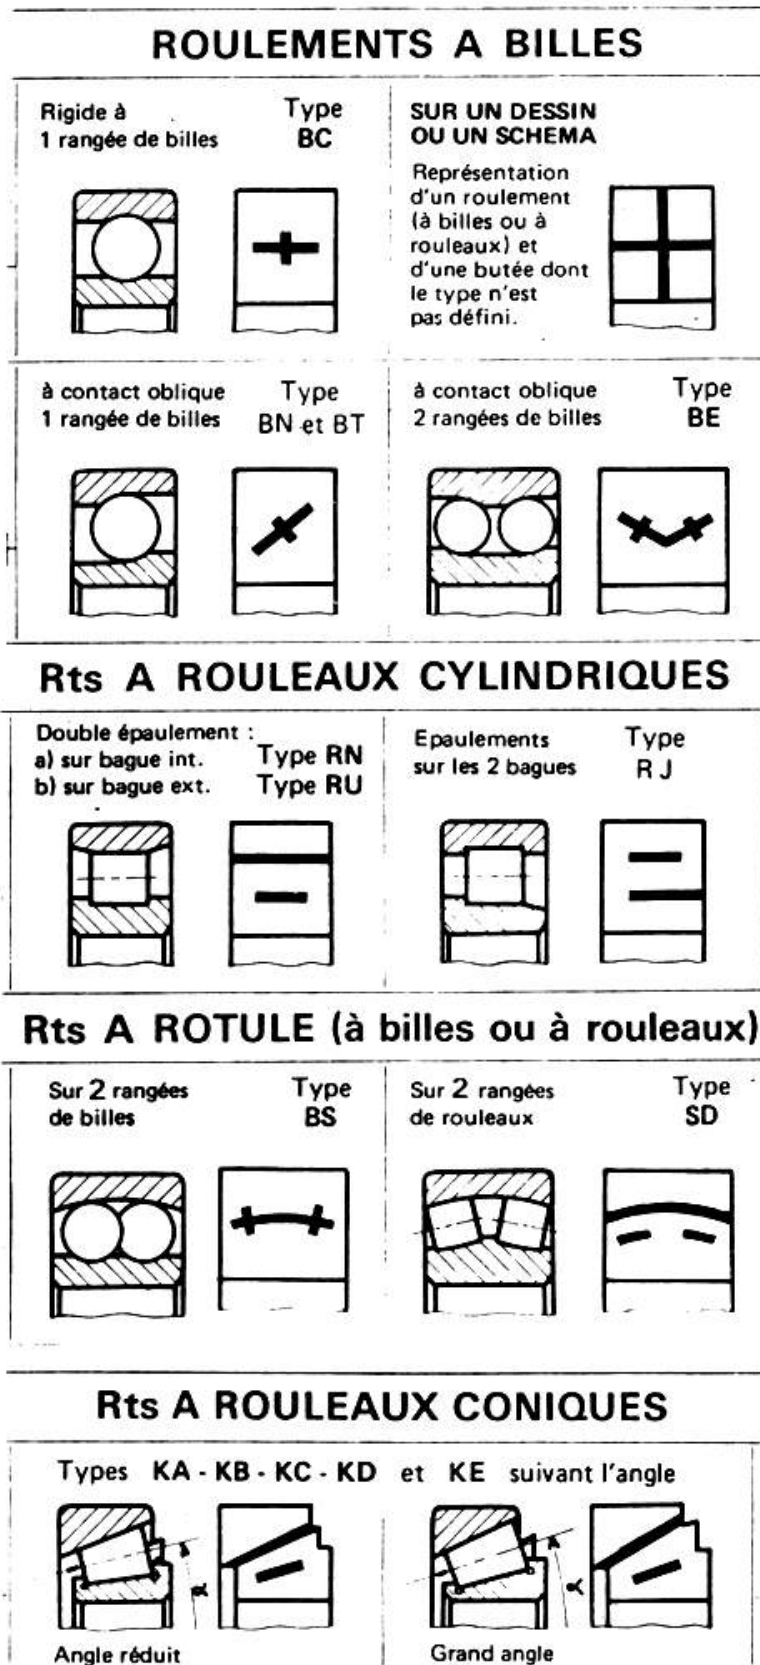 ROULEMENTS A BILLES
Rigide à
1 rangée de billes
Type
BC
SUR UN DESSIN
OU UN SCHEMA
Représentation
d'un roulement
(à billes ou à
rouleaux) et
d'une butée dont
le type n'est
pas défini.
à contact oblique
1 rangée de billes
Type
BN et BT
à contact oblique
2 rangées de billes
Type
BE
Rts A ROULEAUX CYLINDRIQUES
Double épaulement :
a) sur bague int. Type RN
b) sur bague ext. Type RU
Epaulements
sur les 2 bagues
Type
RJ
Rts A ROTULE (à billes ou à rouleaux)
Sur 2 rangées
de billes
Type
BS
Sur 2 rangées
de rouleaux
Type
SD
Rts A ROULEAUX CONIQUES
Types KA - KB - KC - KD et KE suivant l'angle
α
α
Angle réduit
Grand angle